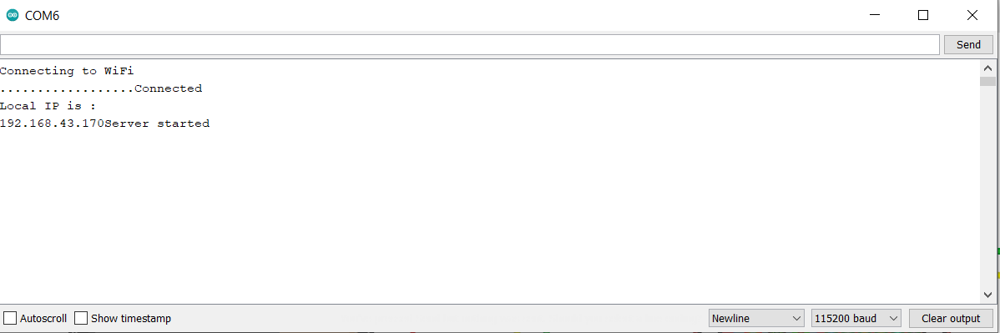 COM6
Send
Connecting to WiFi
..................Connected
Local IP is :
192.168.43.170Server started
Autoscroll
Show timestamp
Newline
115200 baud
Clear output